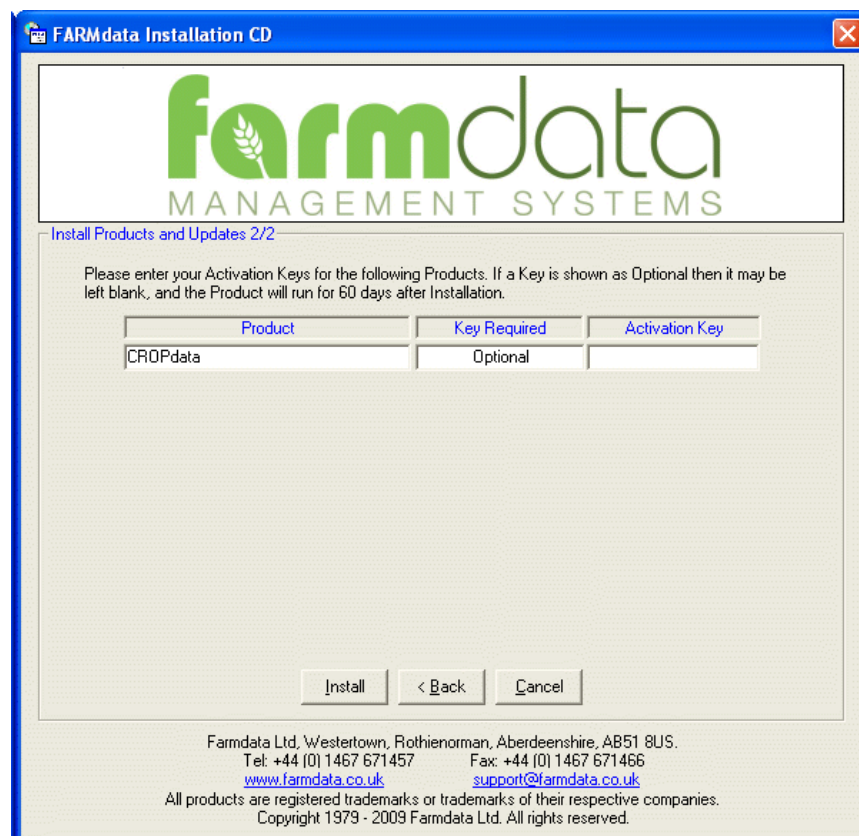 FARMdata Installation CD
farmdata
MANAGEMENT SYSTEMS
Install Products and Updates 2/2
Please enter your Activation Keys for the following Products. If a Key is shown as Optional then it may be
left blank, and the Product will run for 60 days after Installation.
Product Key Required Activation Key
CROPdata Optional
Install < Back Cancel
Farmdata Ltd, Westertown, Rothienorman, Aberdeenshire, AB51 8US.
Tel: +44 (0) 1467 671457 Fax: +44 (0) 1467 671466
www.farmdata.co.uk support@farmdata.co.uk
All products are registered trademarks or trademarks of their respective companies.
Copyright 1979 - 2009 Farmdata Ltd. All rights reserved.